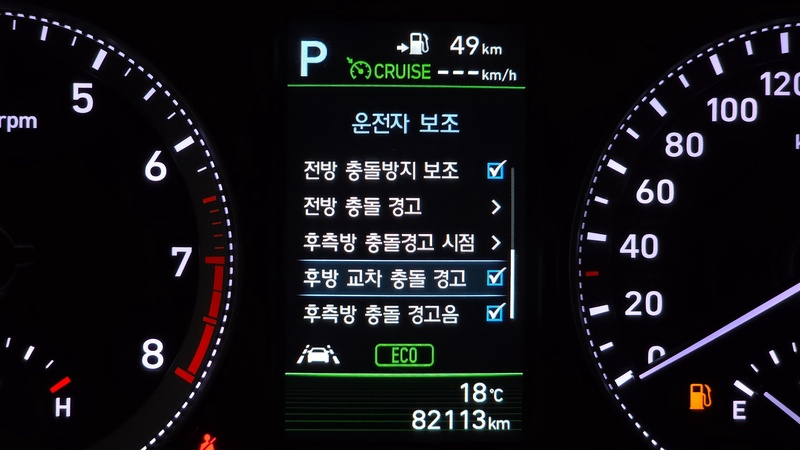 P
49 km
CRUISE ---km/h
운전자 보조
전방 충돌방지 보조
전방 충돌 경고
후측방 충돌경고 시점
후방 교차 충돌 경고
후측방 충돌 경고음
ECO
18℃
82113km
rpm
5
6
7
8
H
120
100
80
60
40
20
0
E